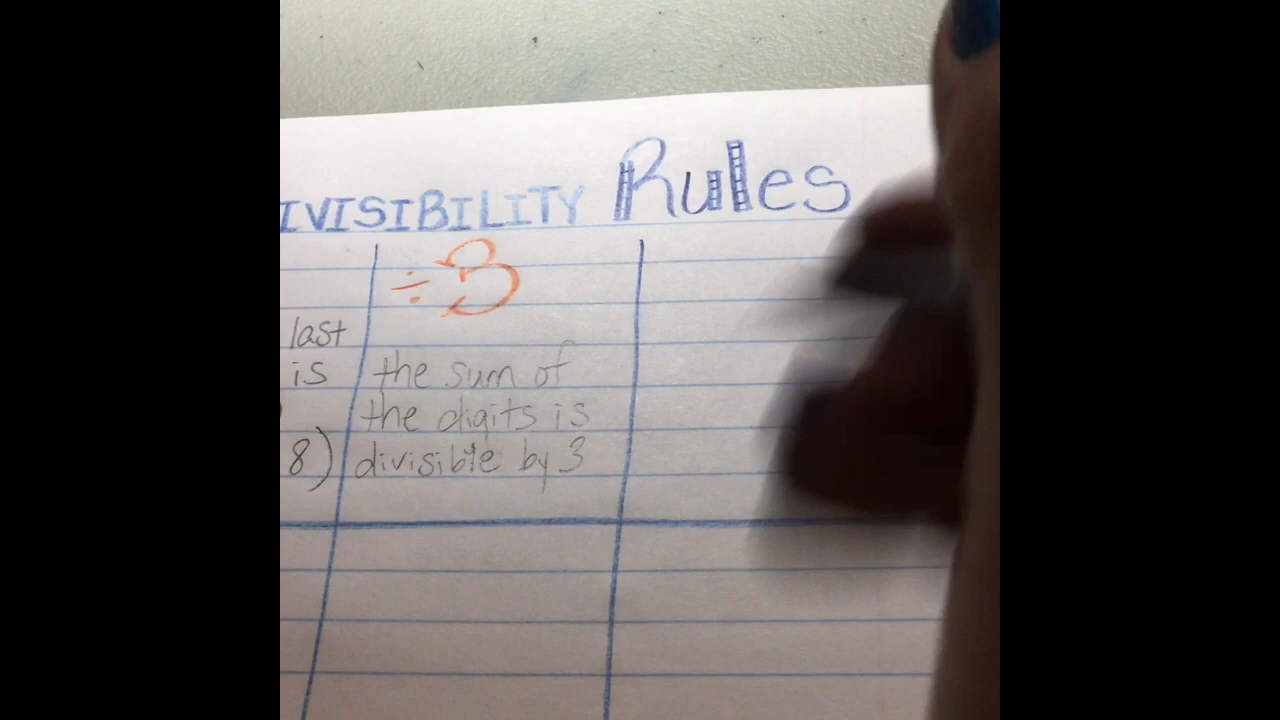 IVISIBILITY Rules
÷3
last
is
8)
the sum of
the digits is
divisible by 3